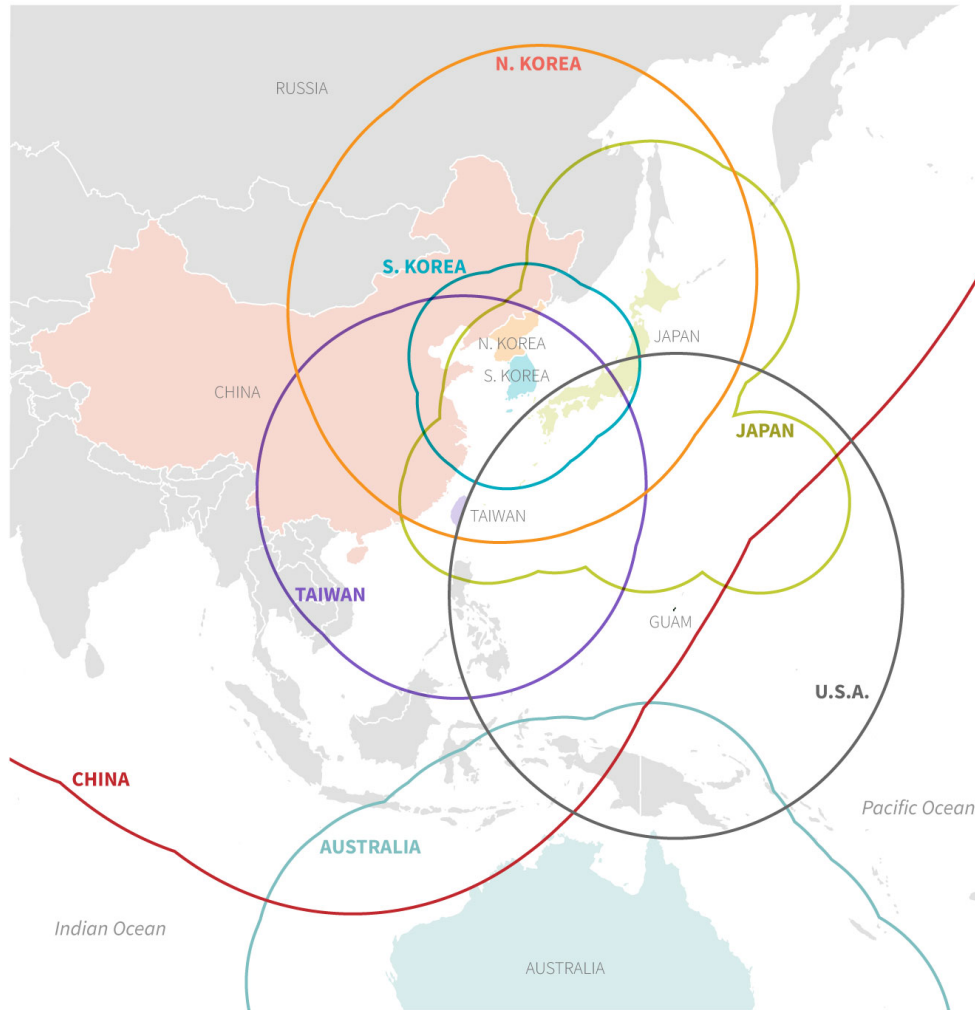 N. KOREA
RUSSIA
S. KOREA
N. KOREA
JAPAN
S. KOREA
CHINA
JAPAN
TAIWAN
TAIWAN
GUAM
U.S.A.
CHINA
Pacific Ocean
AUSTRALIA
Indian Ocean
AUSTRALIA